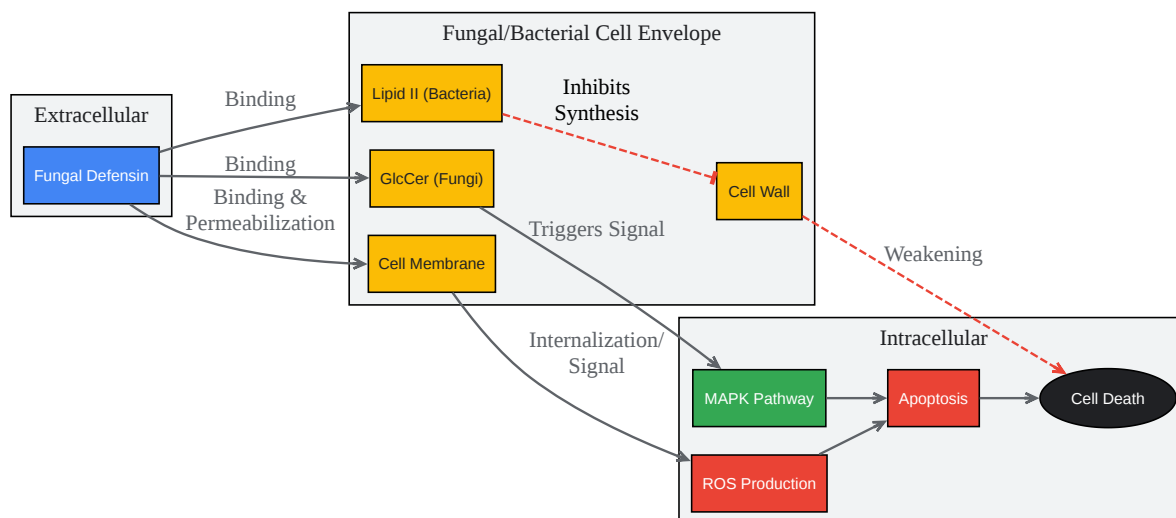 Fungal/Bacterial Cell Envelope
Extracellular
Fungal Defensin
Binding
Binding
Binding &
Permeabilization
Lipid II (Bacteria)
GlcCer (Fungi)
Cell Membrane
Inhibits
Synthesis
Cell Wall
Triggers Signal
Weakening
Internalization/
Signal
Intracellular
MAPK Pathway
Apoptosis
Cell Death
ROS Production